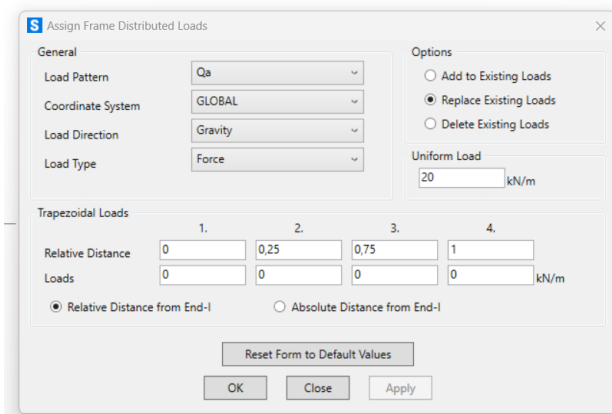 S Assign Frame Distributed Loads
General
Load Pattern Qa
Coordinate System GLOBAL
Load Direction Gravity
Load Type Force
Options
Add to Existing Loads
Replace Existing Loads
Delete Existing Loads
Uniform Load
20 kN/m
Trapezoidal Loads
1. 2. 3. 4.
Relative Distance 0 0,25 0,75 1
Loads 0 0 0 0 kN/m
Relative Distance from End-I Absolute Distance from End-I
Reset Form to Default Values
OK Close Apply